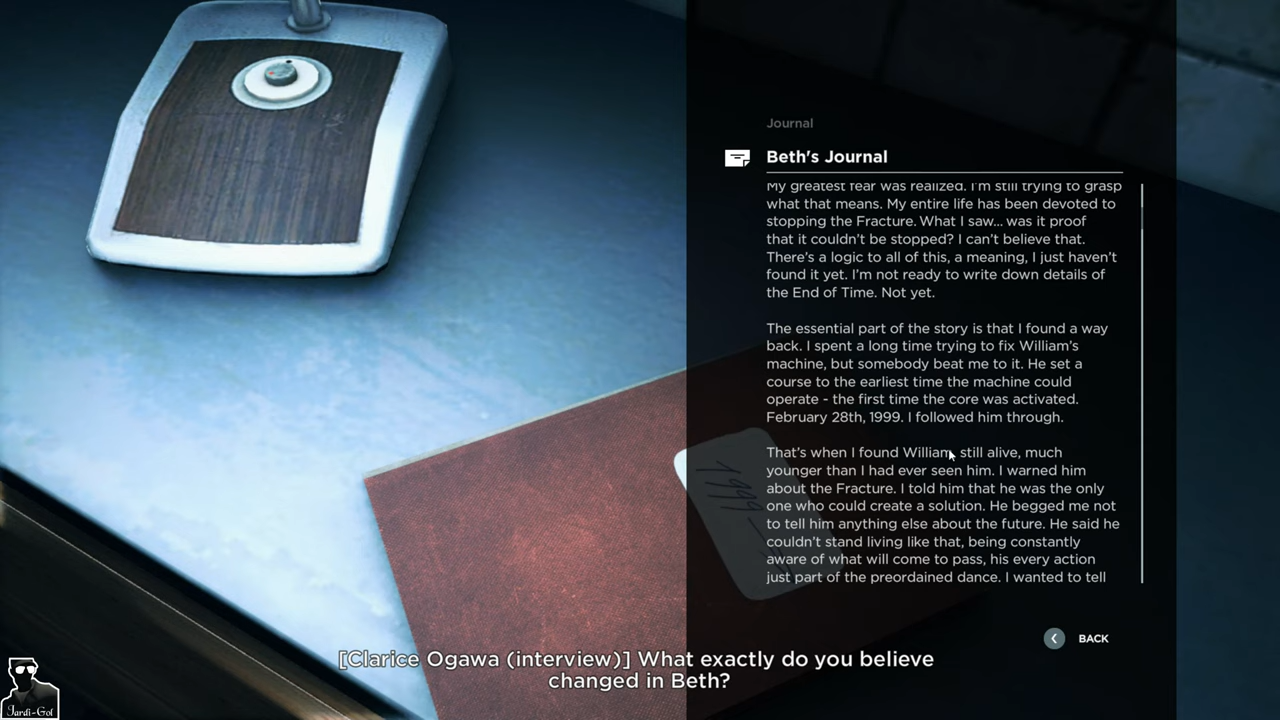 Journal
Beth's Journal
My greatest fear was realized. I'm still trying to grasp
what that means. My entire life has been devoted to
stopping the Fracture. What I saw... was it proof
that it couldn't be stopped? I can't believe that.
There's a logic to all of this, a meaning, I just haven't
found it yet. I'm not ready to write down details of
the End of Time. Not yet.
The essential part of the story is that I found a way
back. I spent a long time trying to fix William's
machine, but somebody beat me to it. He set a
course to the earliest time the machine could
operate - the first time the core was activated.
February 28th, 1999. I followed him through.
That's when I found William, still alive, much
younger than I had ever seen him. I warned him
about the Fracture. I told him that he was the only
one who could create a solution. He begged me not
to tell him anything else about the future. He said he
couldn't stand living like that, being constantly
aware of what will come to pass, his every action
just part of the preordained dance. I wanted to tell
1999 -
BACK
[Clarice Ogawa (interview)] What exactly do you believe
changed in Beth?
Jardi-Gol